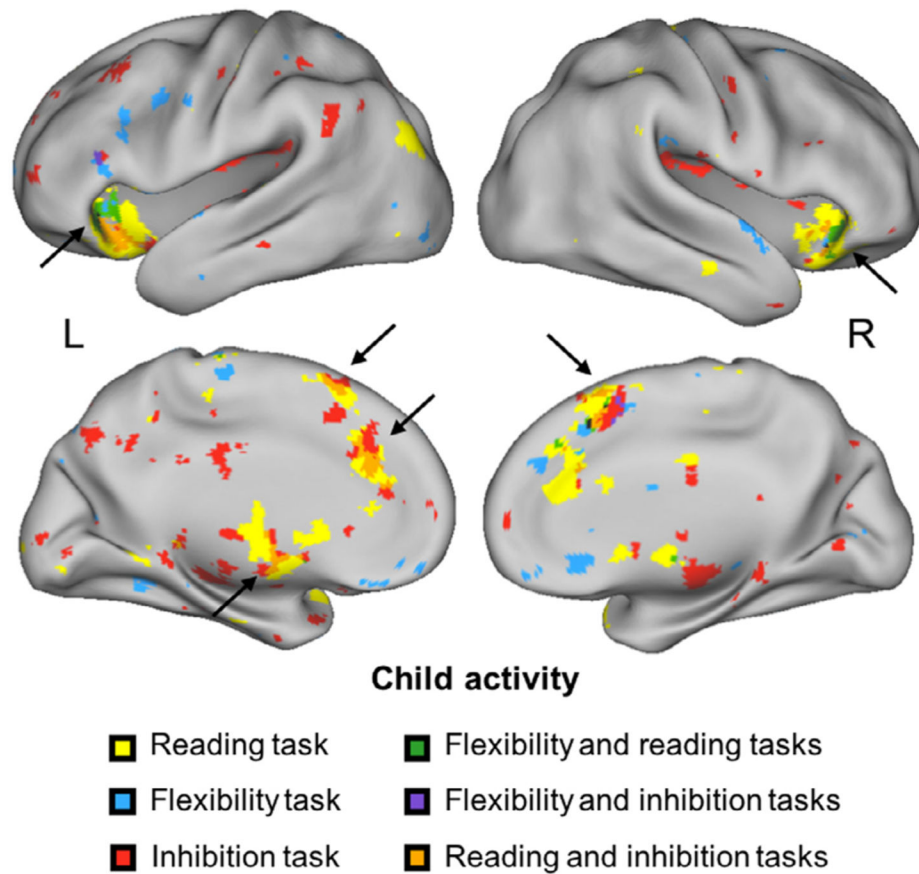 L
R
Child activity
Reading task
Flexibility and reading tasks
Flexibility task
Flexibility and inhibition tasks
Inhibition task
Reading and inhibition tasks